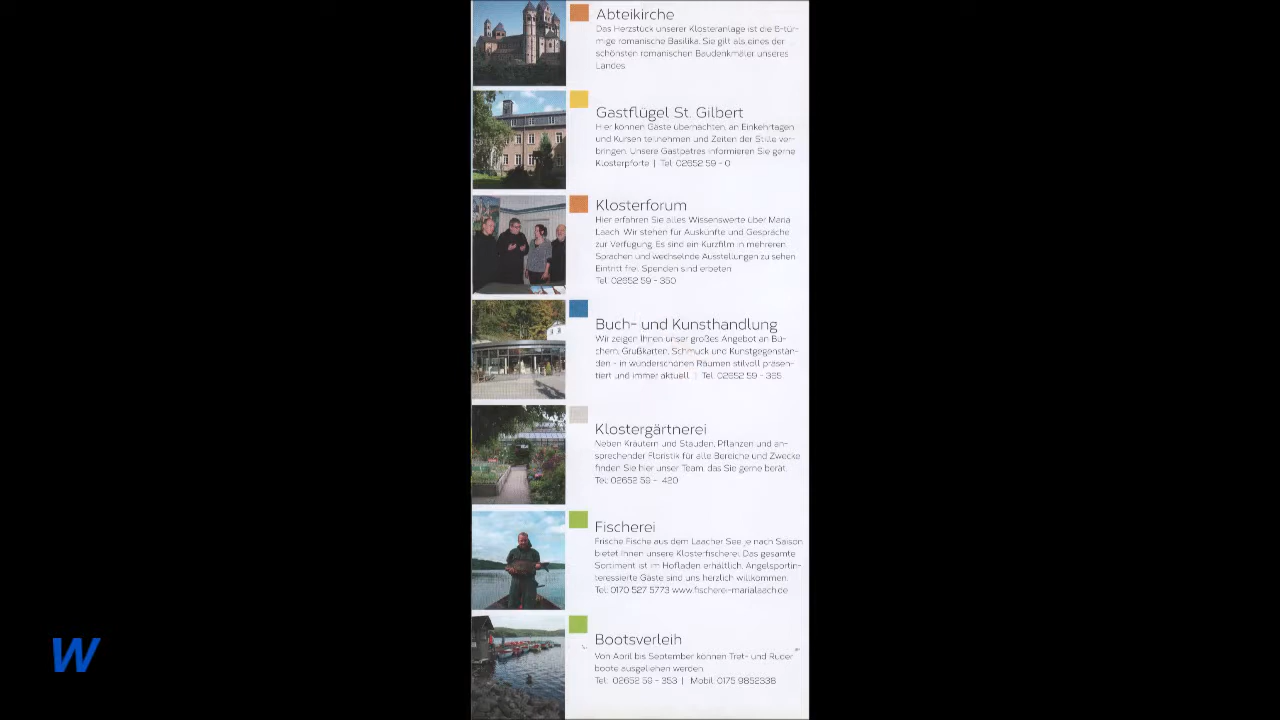 Abteikirche
Das Herzstück unserer Klosteranlage ist die 6-tür-
mige romanische Basilika. Sie gilt als eines der
schönsten romanischen Baudenkmäler unseres
Landes
Gastflügel St. Gilbert
Hier können Gäste übernachten, an Einkehrtagen
und Kursen teilnehmen und Zeiten der Stille ver-
bringen. Unsere Gastpatres informieren Sie gerne
Klosterpforte | Tel. 02652 59 - 0
Klosterforum
Hier erfahren Sie alles Wissenswerte über Maria
Laach. Wir stehen für Auskünfte und Gespräche
zur Verfügung. Es sind ein Kurzfilm in mehreren
Sprachen und wechselnde Ausstellungen zu sehen
Eintritt frei. Spenden sind erbeten
Tel. 02652 59 - 350
Buch- und Kunsthandlung
Wir zeigen Ihnen unser großes Angebot an Bü-
chern, Grußkarten, Schmuck und Kunstgegenstän-
den - in wunderschönen Räumen stilvoll präsen-
tiert und immer aktuell. | Tel. 02652 59 - 365
Klostergärtnerei
Neben Kräutern und Stauden, Pflanzen und an-
sprechender Floristik für alle Bereiche und Zwecke
finden Sie hier unser Team, das Sie gerne berät.
Tel. 02652 59 - 420
Fischerei
Frische Fische aus dem Laacher See je nach Saison
bietet Ihnen unsere Klosterfischerei. Das gesamte
Sortiment ist im Hofladen erhältlich. Angelsportin-
teressierte Gäste sind uns herzlich willkommen.
Tel. 0170 527 5773 www.fischerei-marialaach.de
Bootsverleih
Von April bis September können Tret- und Ruder
boote ausgeliehen werden
Tel. 02652 59 - 353 | Mobil: 0175 9852338
W